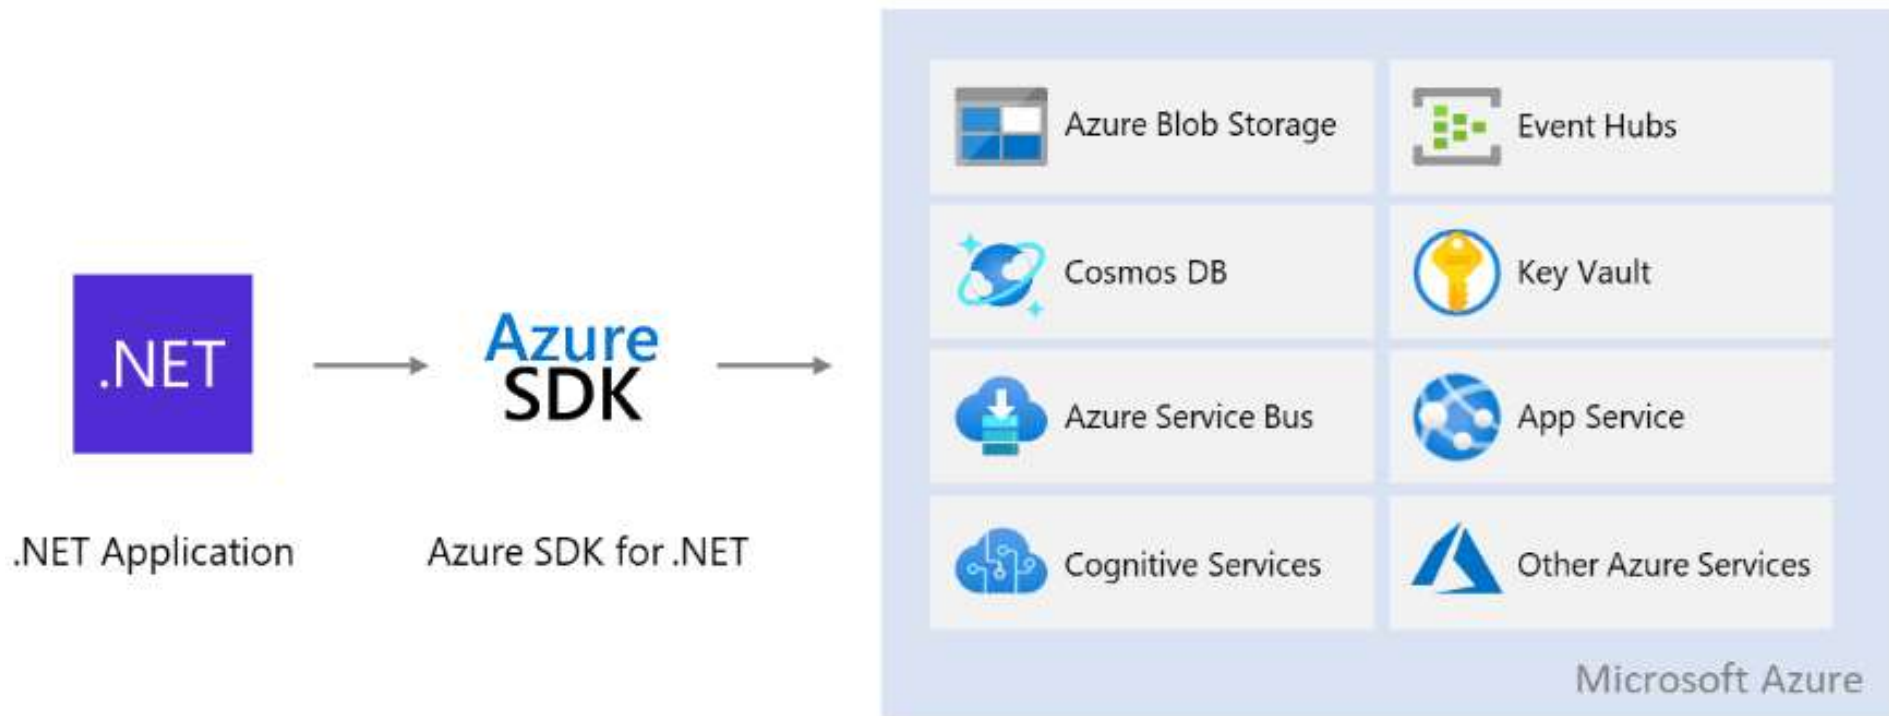 .NET
.NET Application
Azure
SDK
Azure SDK for .NET
Azure Blob Storage
Event Hubs
Cosmos DB
Key Vault
Azure Service Bus
App Service
Cognitive Services
Other Azure Services
Microsoft Azure